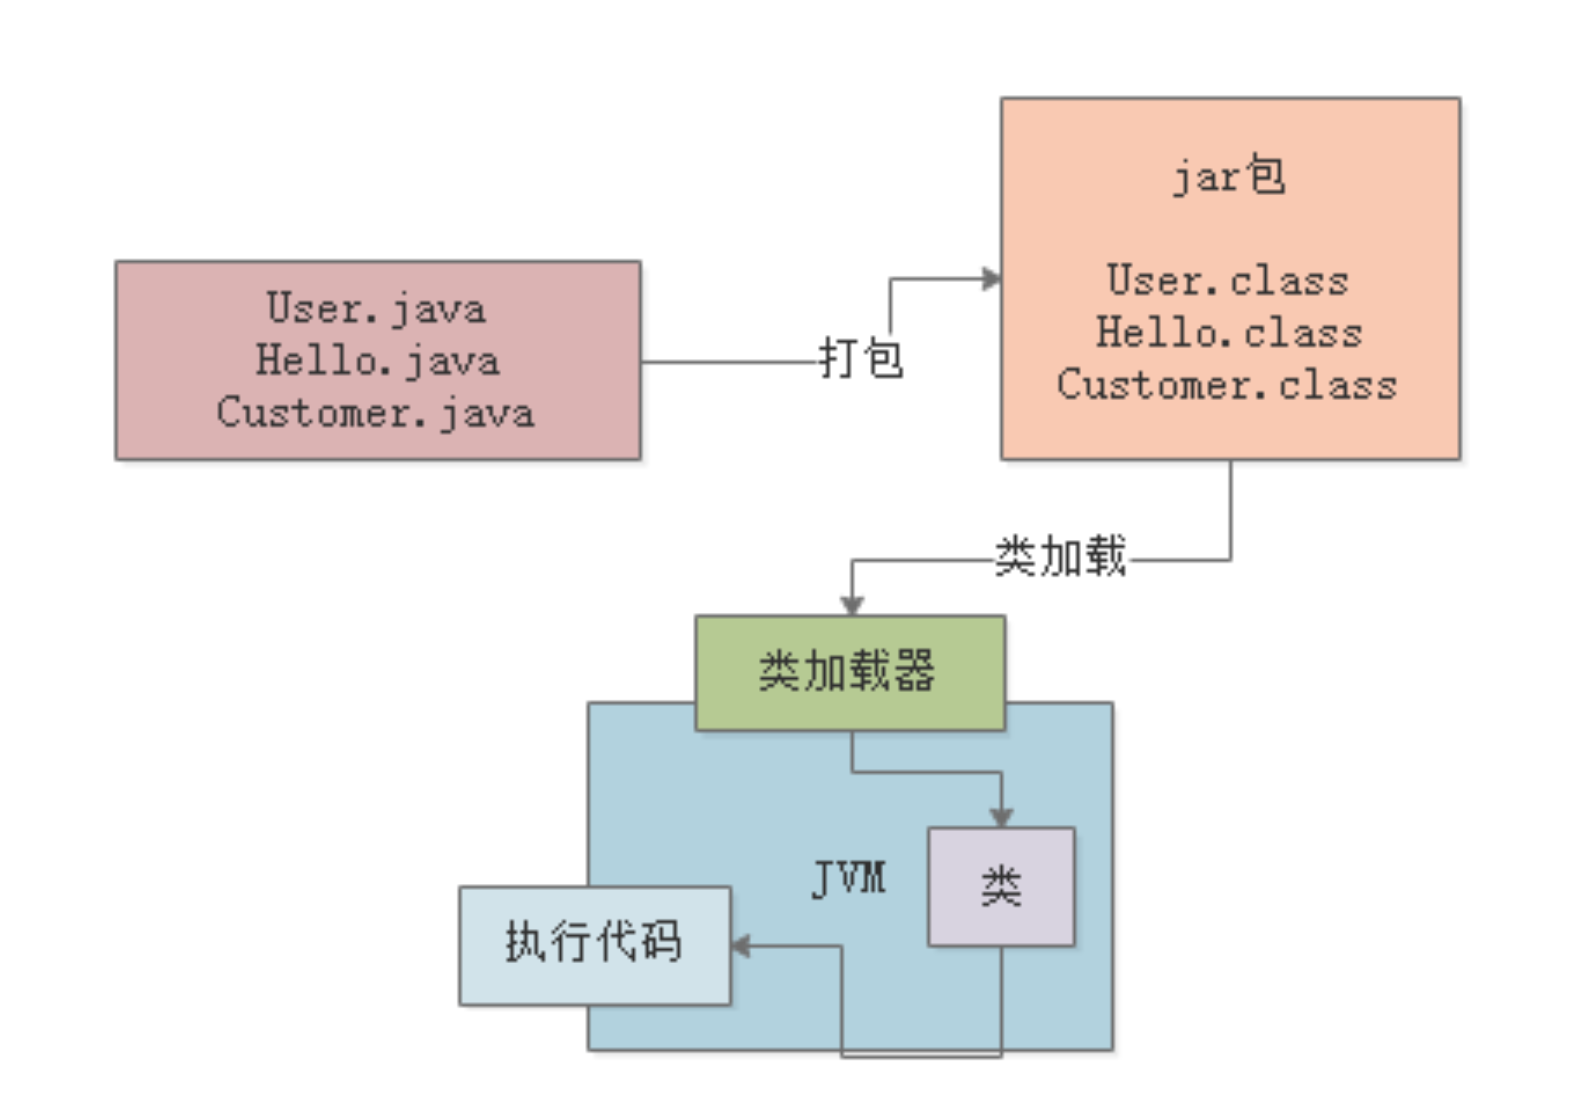 User.java
Hello.java
Customer.java
打包
jar包
User.class
Hello.class
Customer.class
类加载
类加载器
JVM
类
执行代码